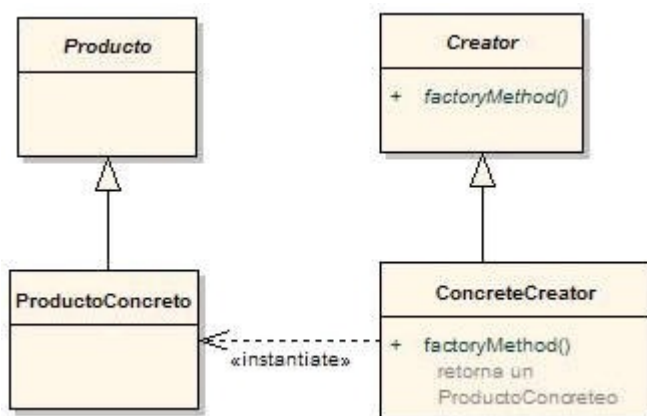 Producto
Creator
+ factoryMethod()
ProductoConcreto
ConcreteCreator
«instantiate»
+ factoryMethod()
retorna un
ProductoConcreteo